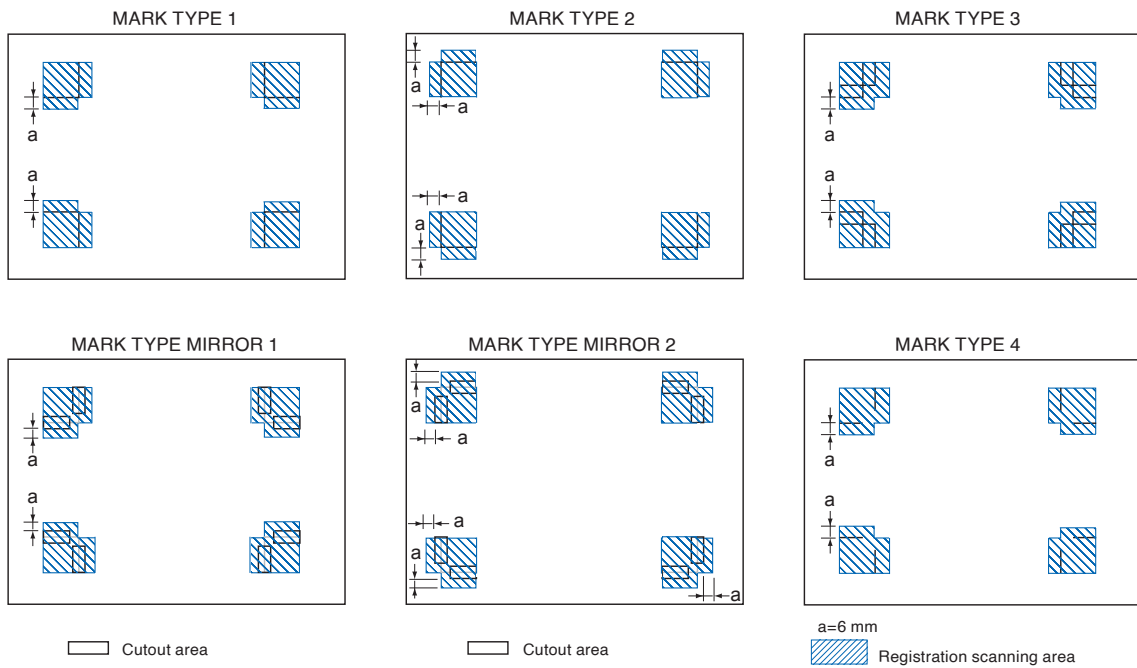 MARK TYPE 1
MARK TYPE 2
MARK TYPE 3
a
a
a
a
a
a
a
a
MARK TYPE MIRROR 1
MARK TYPE MIRROR 2
MARK TYPE 4
a
a
a
a
a
a
a
a
a
a=6 mm
Cutout area
Cutout area
Registration scanning area